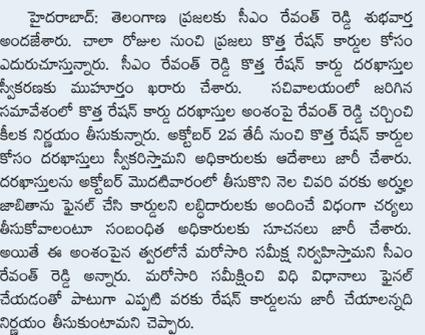 హైదరాబాద్: తెలంగాణ ప్రజలకు సీఎం రేవంత్ రెడ్డి శుభవార్త
అందజేశారు. చాలా రోజుల నుంచి ప్రజలు కొత్త రేషన్ కార్డుల కోసం
ఎదురుచూస్తున్నారు. సీఎం రేవంత్ రెడ్డి కొత్త రేషన్ కార్డు దరఖాస్తుల
స్వీకరణకు ముహూర్తం ఖరారు చేశారు. సచివాలయంలో జరిగిన
సమావేశంలో కొత్త రేషన్ కార్డు దరఖాస్తుల అంశంపై రేవంత్ రెడ్డి చర్చించి
కీలక నిర్ణయం తీసుకున్నారు. అక్టోబర్ 2వ తేదీ నుంచి కొత్త రేషన్ కార్డుల
కోసం దరఖాస్తులు స్వీకరిస్తామని అధికారులకు ఆదేశాలు జారీ చేశారు.
దరఖాస్తులను అక్టోబర్ మొదటివారంలో తీసుకొని నెల చివరి వరకు అర్హుల
జాబితాను ఫైనల్ చేసి కార్డులని లబ్ధిదారులకు అందించే విధంగా చర్యలు
తీసుకోవాలంటూ సంబంధిత అధికారులకు సూచనలు జారీ చేశారు.
అయితే ఈ అంశంపైన త్వరలోనే మరోసారి సమీక్ష నిర్వహిస్తామని సీఎం
రేవంత్ రెడ్డి అన్నారు. మరోసారి సమీక్షించి విధి విధానాలు ఫైనల్
చేయడంతో పాటుగా ఎప్పటి వరకు రేషన్ కార్డులను జారీ చేయాలన్నది
నిర్ణయం తీసుకుంటామని చెప్పారు.